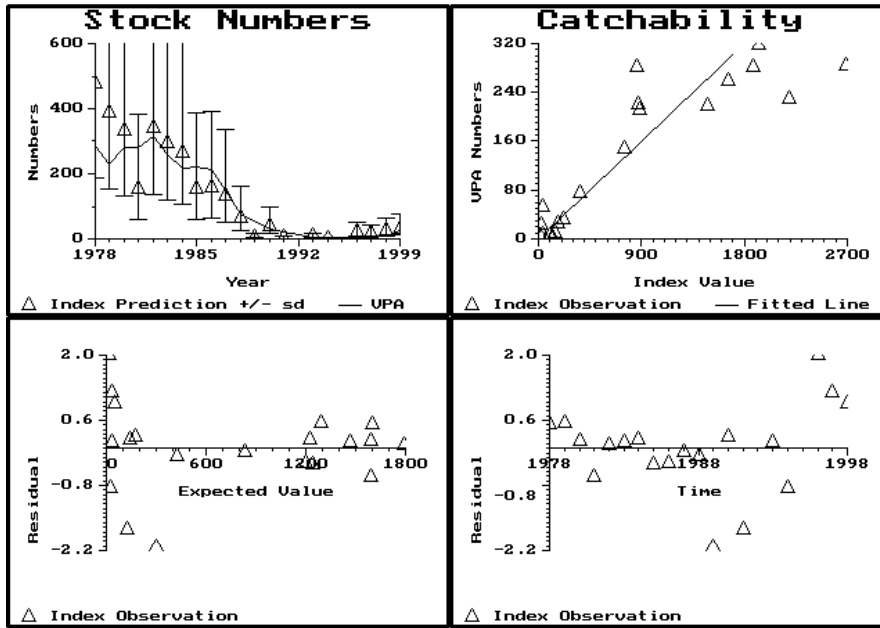 Stock Numbers
600
400
200
0
Numbers
1978
1985
1992
1999
Year
Index Prediction +/- sd
VPA
Catchability
320
240
160
80
0
VPA Numbers
0
900
1800
2700
Index Value
Index Observation
Fitted Line
2.0
0.6
-0.8
-2.2
Residual
0
600
1200
1800
Expected Value
Index Observation
2.0
0.6
-0.8
-2.2
Residual
1978
1988
1998
Time
Index Observation